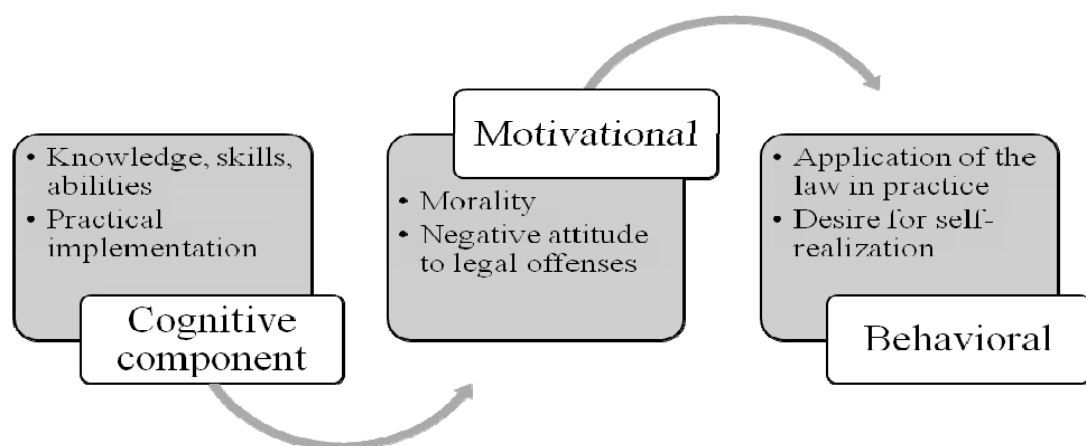 • Knowledge, skills,
abilities
• Practical
implementation
Cognitive
component
Motivational
• Morality
• Negative attitude
to legal offenses
• Application of the
law in practice
• Desire for self-
realization
Behavioral